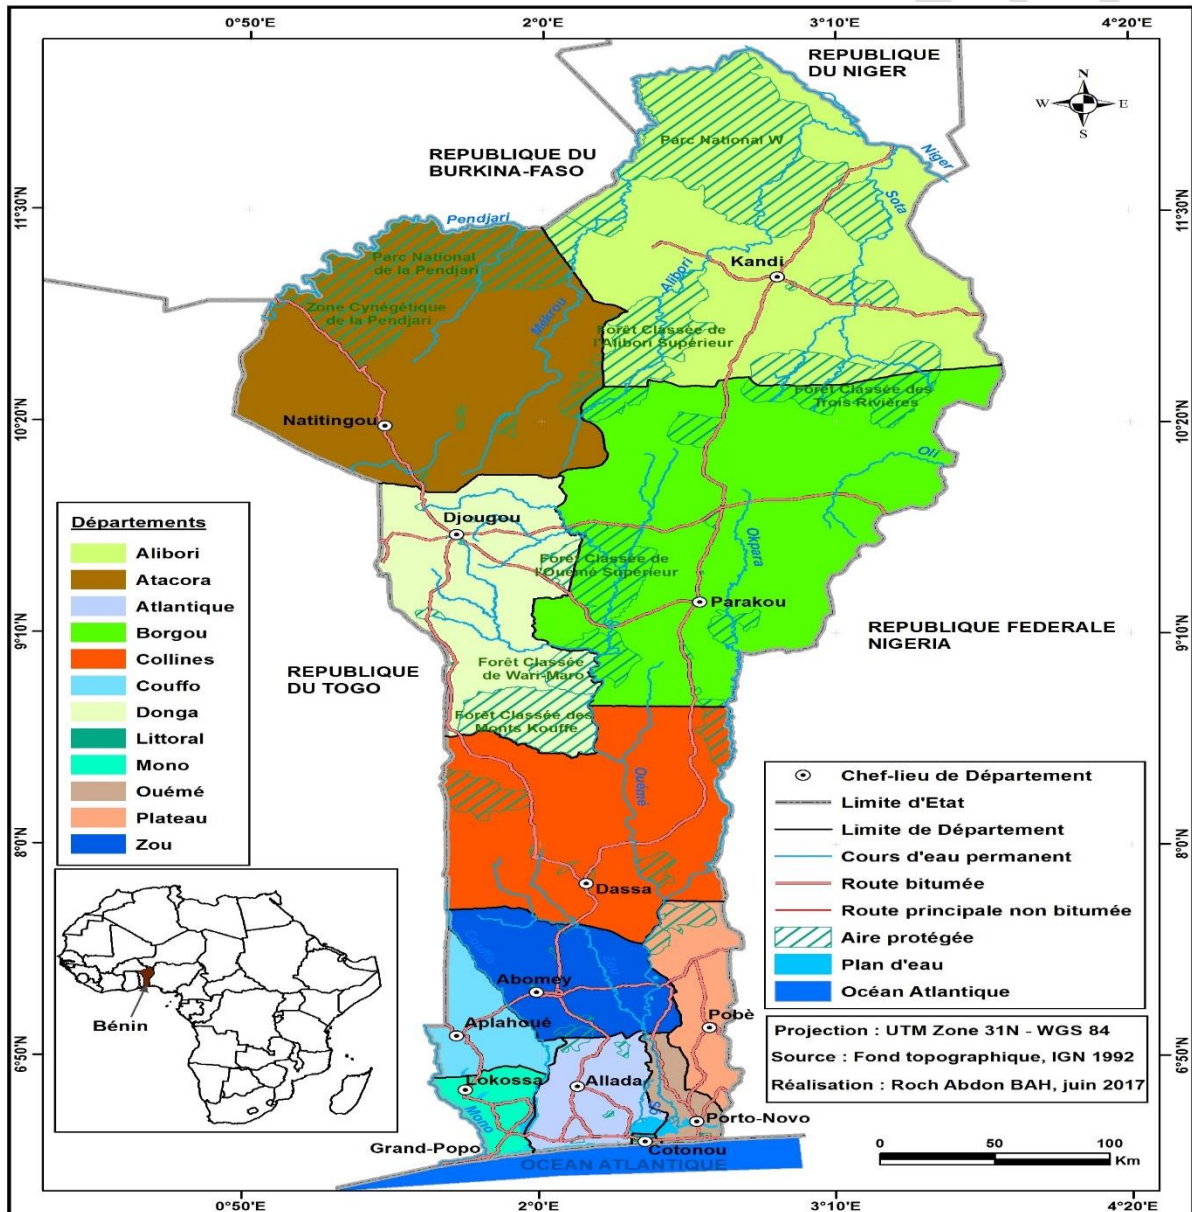 0°50'E
2°0'E
3°10'E
4°20'E
REPUBLIQUE
DU NIGER
N
W
E
S
REPUBLIQUE DU
BURKINA-FASO
Parc National W
Niger
Sota
11°30'N
11°30'N
Pendjari
Parc National
de la Pendjari
Kandi
Alibori
Zone Cynégétique
de la Pendjari
Mékrou
Forêt Classée de
l'Alibori Supérieur
Forêt Classée des
Trois Rivières
10°20'N
10°20'N
Natitingou
Oli
Djougou
Okpara
Forêt Classée de
l'Ouémé Supérieur
Parakou
9°10'N
9°10'N
REPUBLIQUE FEDERALE
NIGERIA
REPUBLIQUE
DU TOGO
Forêt Classée
de Wari-Maro
Forêt Classée des
Monts Kouffe
Ouémé
8°0'N
8°0'N
Dassa
Couffo
Zou
Abomey
Aplahoué
Pobè
6°50'N
6°50'N
Lokossa
Allada
Mono
Sô
Porto-Novo
Grand-Popo
Cotonou
OCEAN ATLANTIQUE
Départements
Alibori
Atacora
Atlantique
Borgou
Collines
Couffo
Donga
Littoral
Mono
Ouémé
Plateau
Zou
Bénin
Chef-lieu de Département
Limite d'Etat
Limite de Département
Cours d'eau permanent
Route bitumée
Route principale non bitumée
Aire protégée
Plan d'eau
Océan Atlantique
Projection : UTM Zone 31N - WGS 84
Source : Fond topographique, IGN 1992
Réalisation : Roch Abdon BAH, juin 2017
0 50 100
Km
0°50'E
2°0'E
3°10'E
4°20'E